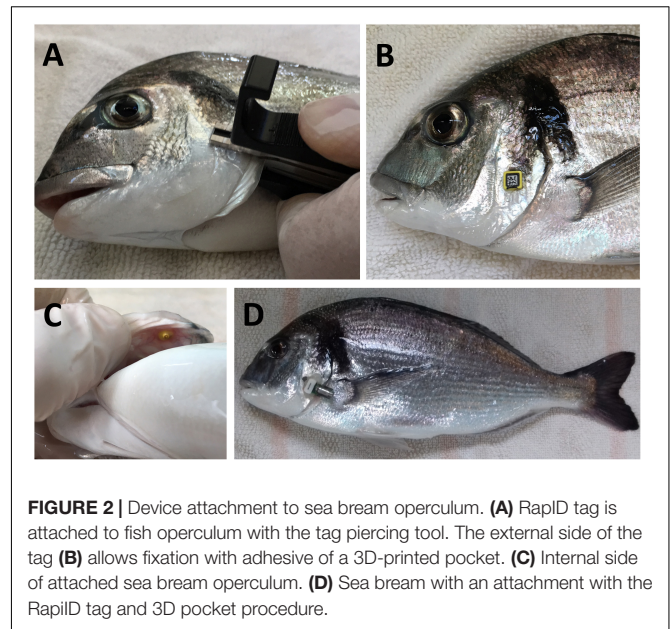 A
B
C
D
FIGURE 2 | Device attachment to sea bream operculum. (A) RapID tag is
attached to fish operculum with the tag piercing tool. The external side of the
tag (B) allows fixation with adhesive of a 3D-printed pocket. (C) Internal side
of attached sea bream operculum. (D) Sea bream with an attachment with the
RapiID tag and 3D pocket procedure.